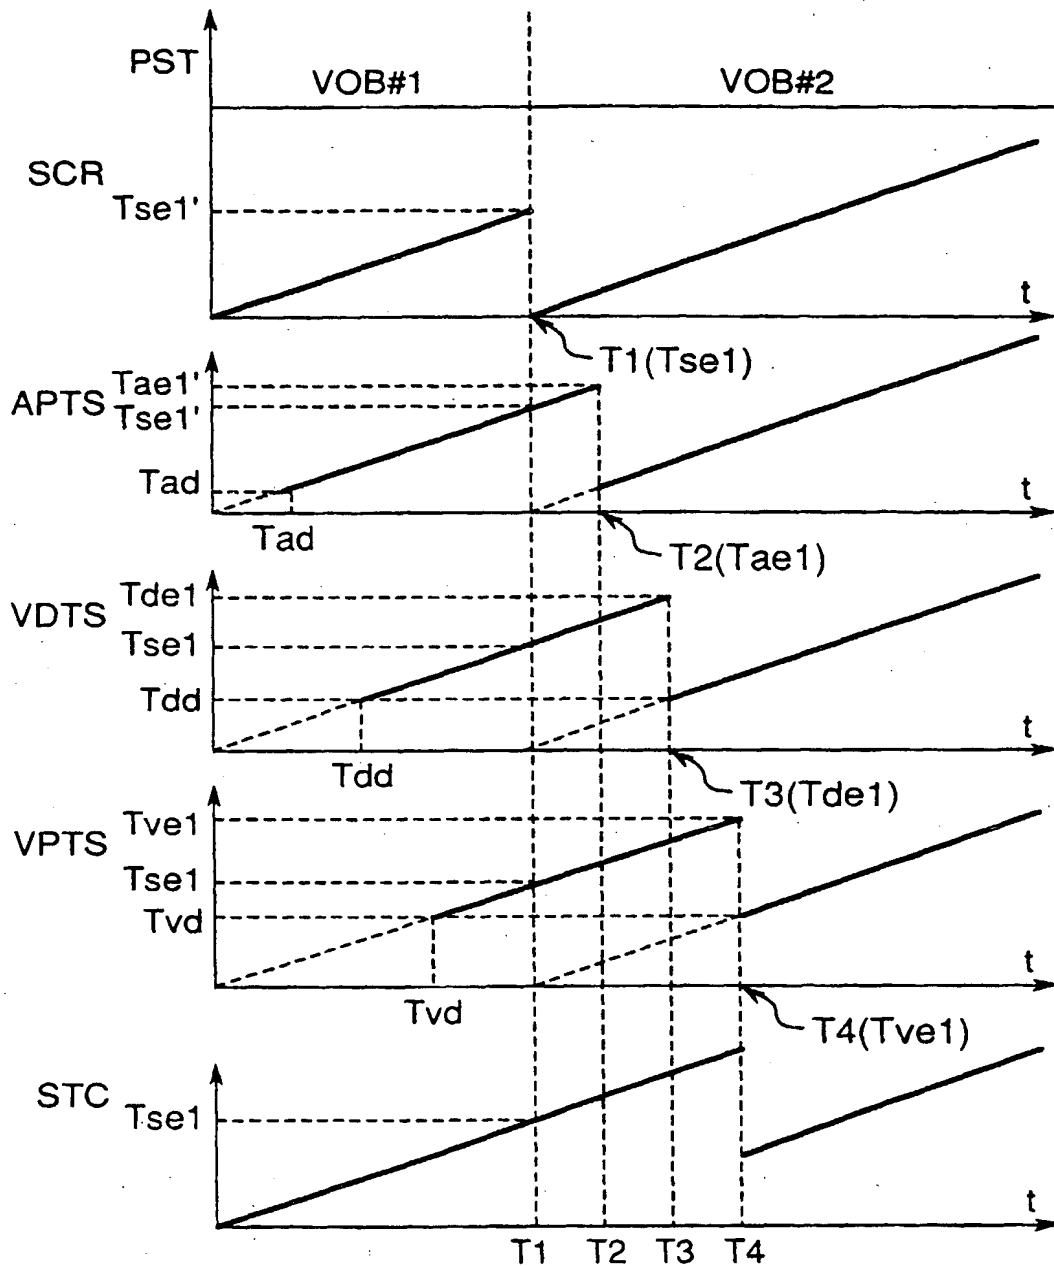 PST
VOB#1
VOB#2
SCR
Tse1'
t
T1(Tse1)
APTS
Tae1'
Tse1'
Tad
t
Tad
T2(Tae1)
VDTS
Tde1
Tse1
Tdd
t
Tdd
T3(Tde1)
VPTS
Tve1
Tse1
Tvd
t
Tvd
T4(Tve1)
STC
Tse1
t
T1
T2
T3
T4